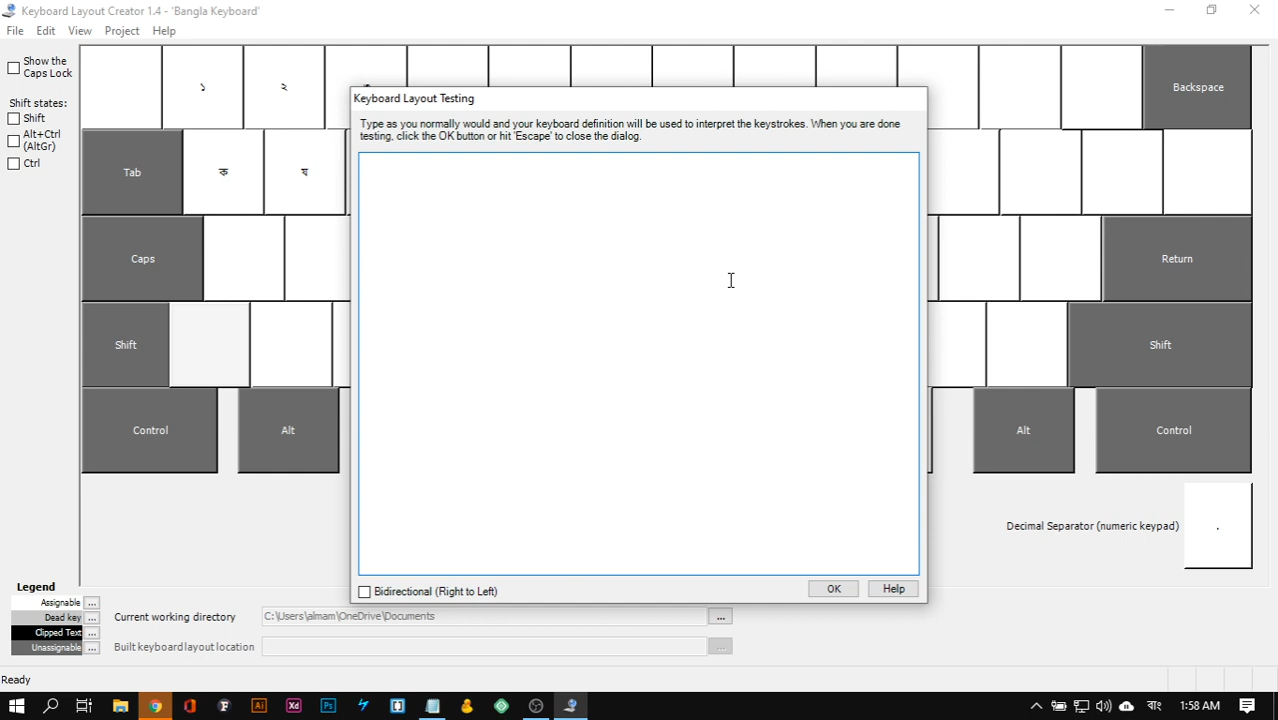 Keyboard Layout Creator 1.4 - 'Bangla Keyboard'
File Edit View Project Help
Show the
Caps Lock
Shift states:
Shift
Alt+Ctrl
(AltGr)
Ctrl
১ ২ Backspace
Tab ক য
Caps Return
Shift Shift
Control Alt Alt Control
Keyboard Layout Testing
Type as you normally would and your keyboard definition will be used to interpret the keystrokes. When you are done
testing, click the OK button or hit 'Escape' to close the dialog.
Bidirectional (Right to Left) OK Help
Decimal Separator (numeric keypad) .
Legend
Assignable ...
Dead key ...
Clipped Text ...
Unassignable ...
Current working directory C:\Users\almam\OneDrive\Documents ...
Built keyboard layout location ...
Ready
Ai Xd Ps বাং 1:58 AM